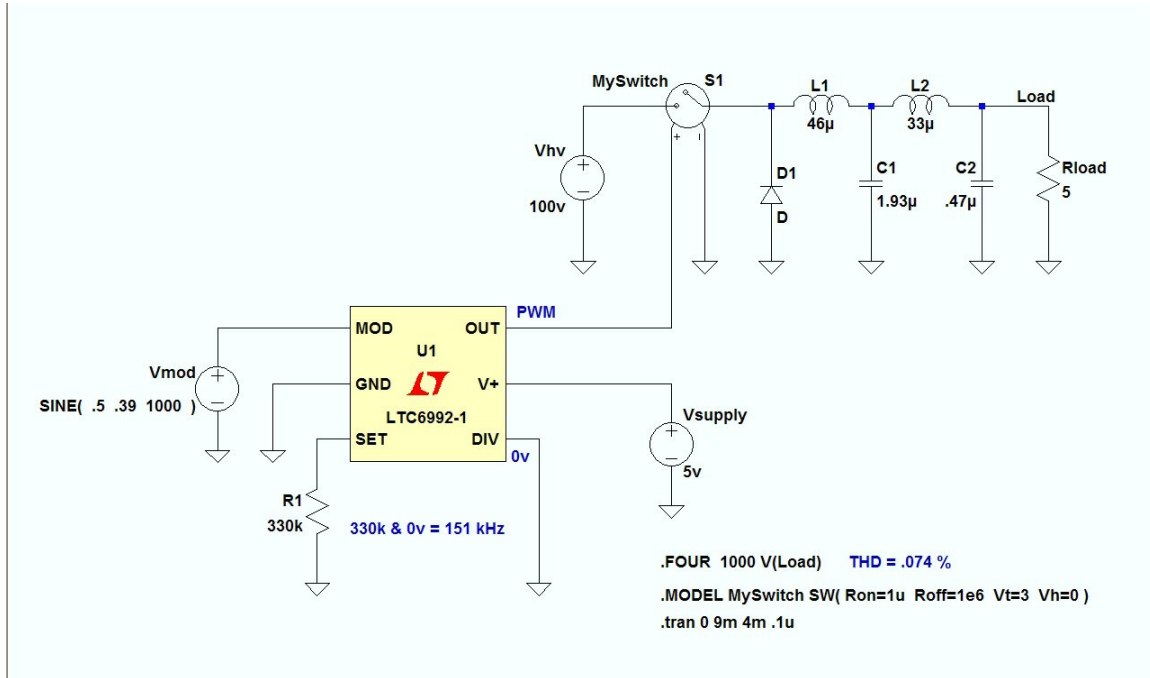 MySwitch S1
L1 L2 Load
46µ 33µ
Vhv
+ -
100v
D1
D
C1
1.93µ
C2
.47µ
Rload
5
PWM
MOD OUT
U1
GND V+
LTC6992-1
SET DIV
0v
Vmod
SINE( .5 .39 1000 )
Vsupply
5v
R1
330k
330k & 0v = 151 kHz
.FOUR 1000 V(Load) THD = .074 %
.MODEL MySwitch SW( Ron=1u Roff=1e6 Vt=3 Vh=0 )
.tran 0 9m 4m .1u